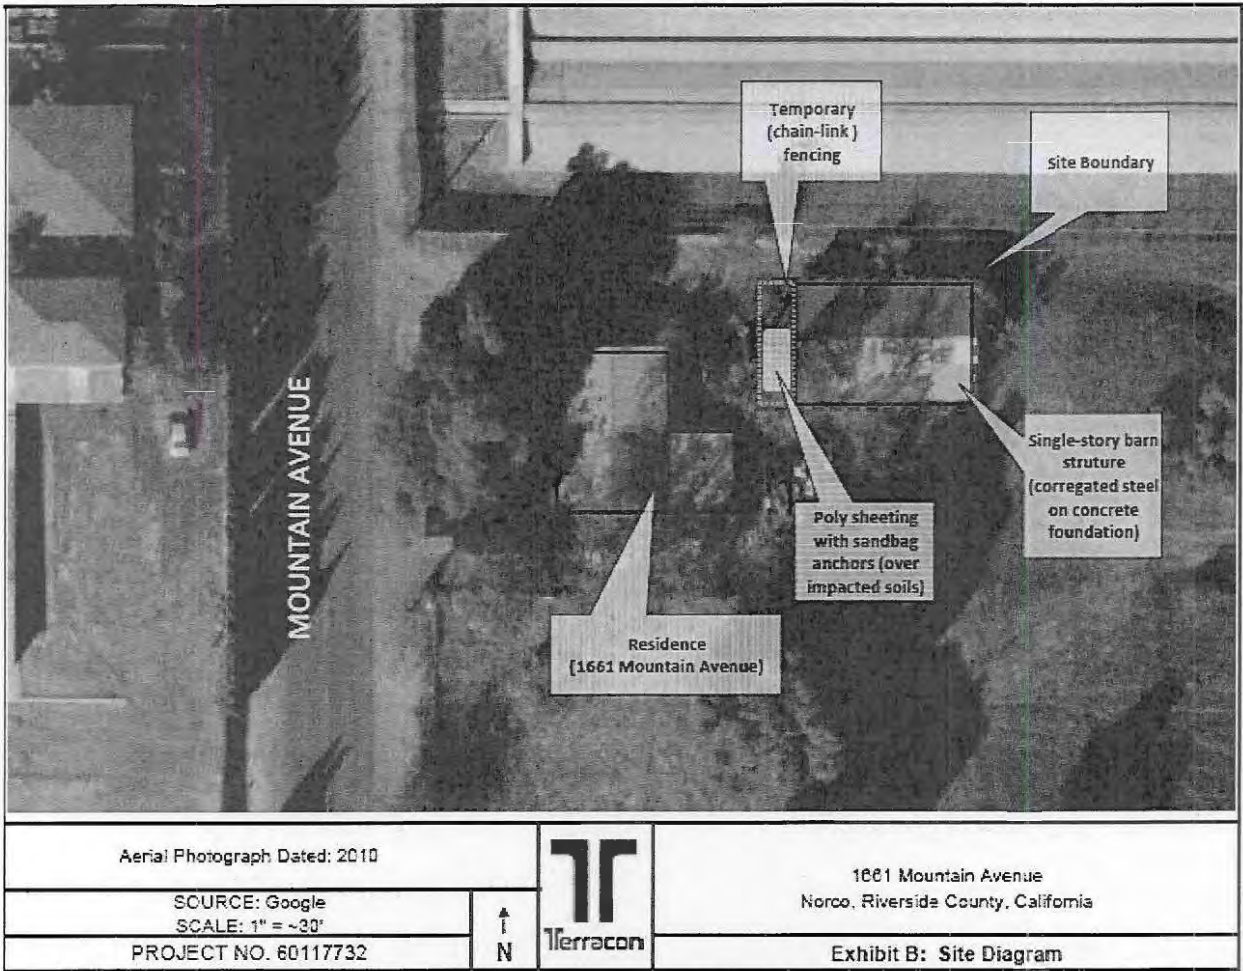 Temporary
(chain-link )
fencing
Site Boundary
MOUNTAIN AVENUE
Single-story barn
struture
(corregated steel
on concrete
foundation)
Poly sheeting
with sandbag
anchors (over
impacted soils)
Residence
(1661 Mountain Avenue)
Aerial Photograph Dated: 2010
SOURCE: Google
SCALE: 1" = ~30'
PROJECT NO. 60117732
N
Terracon
1661 Mountain Avenue
Norco, Riverside County, California
Exhibit B: Site Diagram